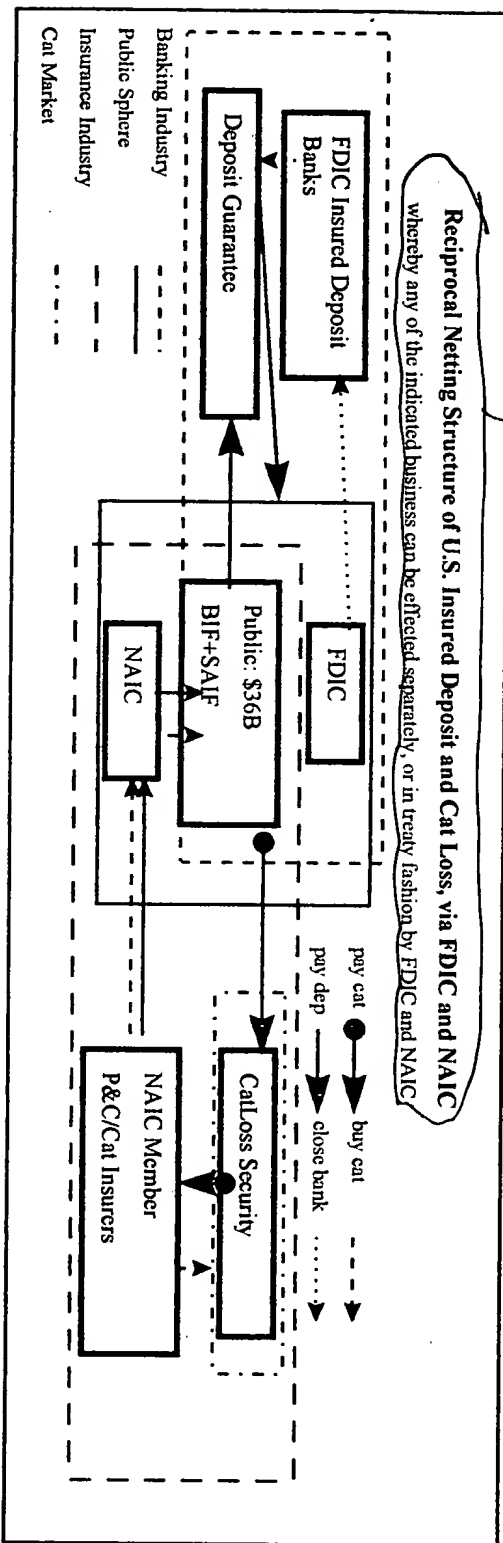 Reciprocal Netting Structure of U.S. Insured Deposit and Cat Loss, via FDIC and NAIC
whereby any of the indicated business can be effected separately, or in treaty fashion by FDIC and NAIC
pay cat
buy cat
pay dep
close bank
FDIC Insured Deposit
Banks
FDIC
CatLoss Security
Deposit Guarantee
Public: $36B
BIF+SAIF
NAIC Member
P&C/Cat Insurers
NAIC
Banking Industry
Public Sphere
Insurance Industry
Cat Market